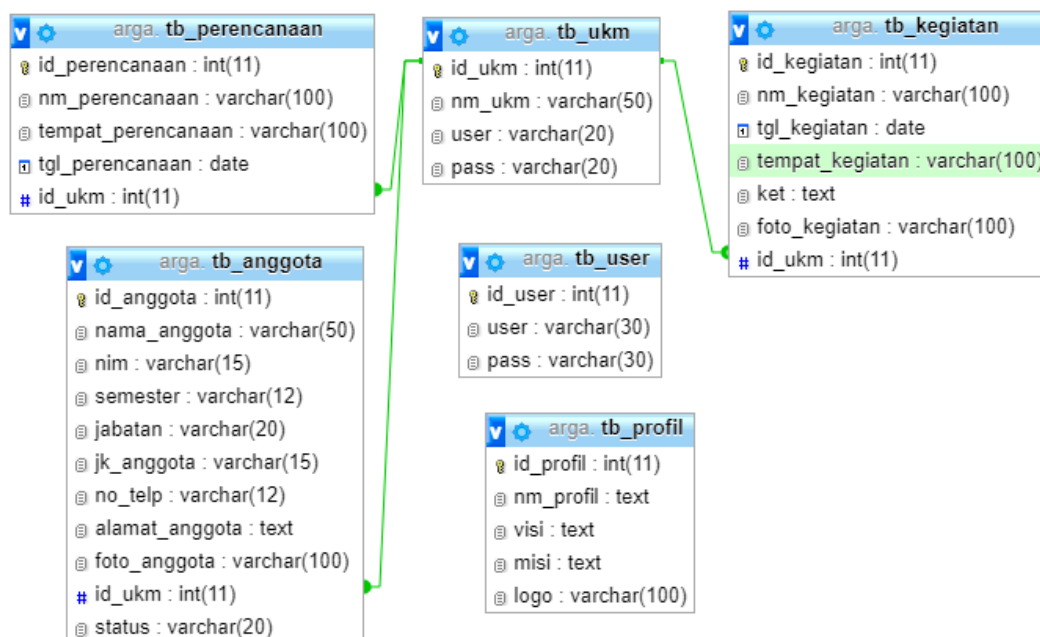 arga. tb_perencanaan
id_perencanaan : int(11)
nm_perencanaan : varchar(100)
tempat_perencanaan : varchar(100)
tgl_perencanaan : date
# id_ukm : int(11)
arga. tb_ukm
id_ukm : int(11)
nm_ukm : varchar(50)
user : varchar(20)
pass : varchar(20)
arga. tb_kegiatan
id_kegiatan : int(11)
nm_kegiatan : varchar(100)
tgl_kegiatan : date
tempat_kegiatan : varchar(100)
ket : text
foto_kegiatan : varchar(100)
# id_ukm : int(11)
arga. tb_anggota
id_anggota : int(11)
nama_anggota : varchar(50)
nim : varchar(15)
semester : varchar(12)
jabatan : varchar(20)
jk_anggota : varchar(15)
no_telp : varchar(12)
alamat_anggota : text
foto_anggota : varchar(100)
# id_ukm : int(11)
status : varchar(20)
arga. tb_user
id_user : int(11)
user : varchar(30)
pass : varchar(30)
arga. tb_profil
id_profil : int(11)
nm_profil : text
visi : text
misi : text
logo : varchar(100)